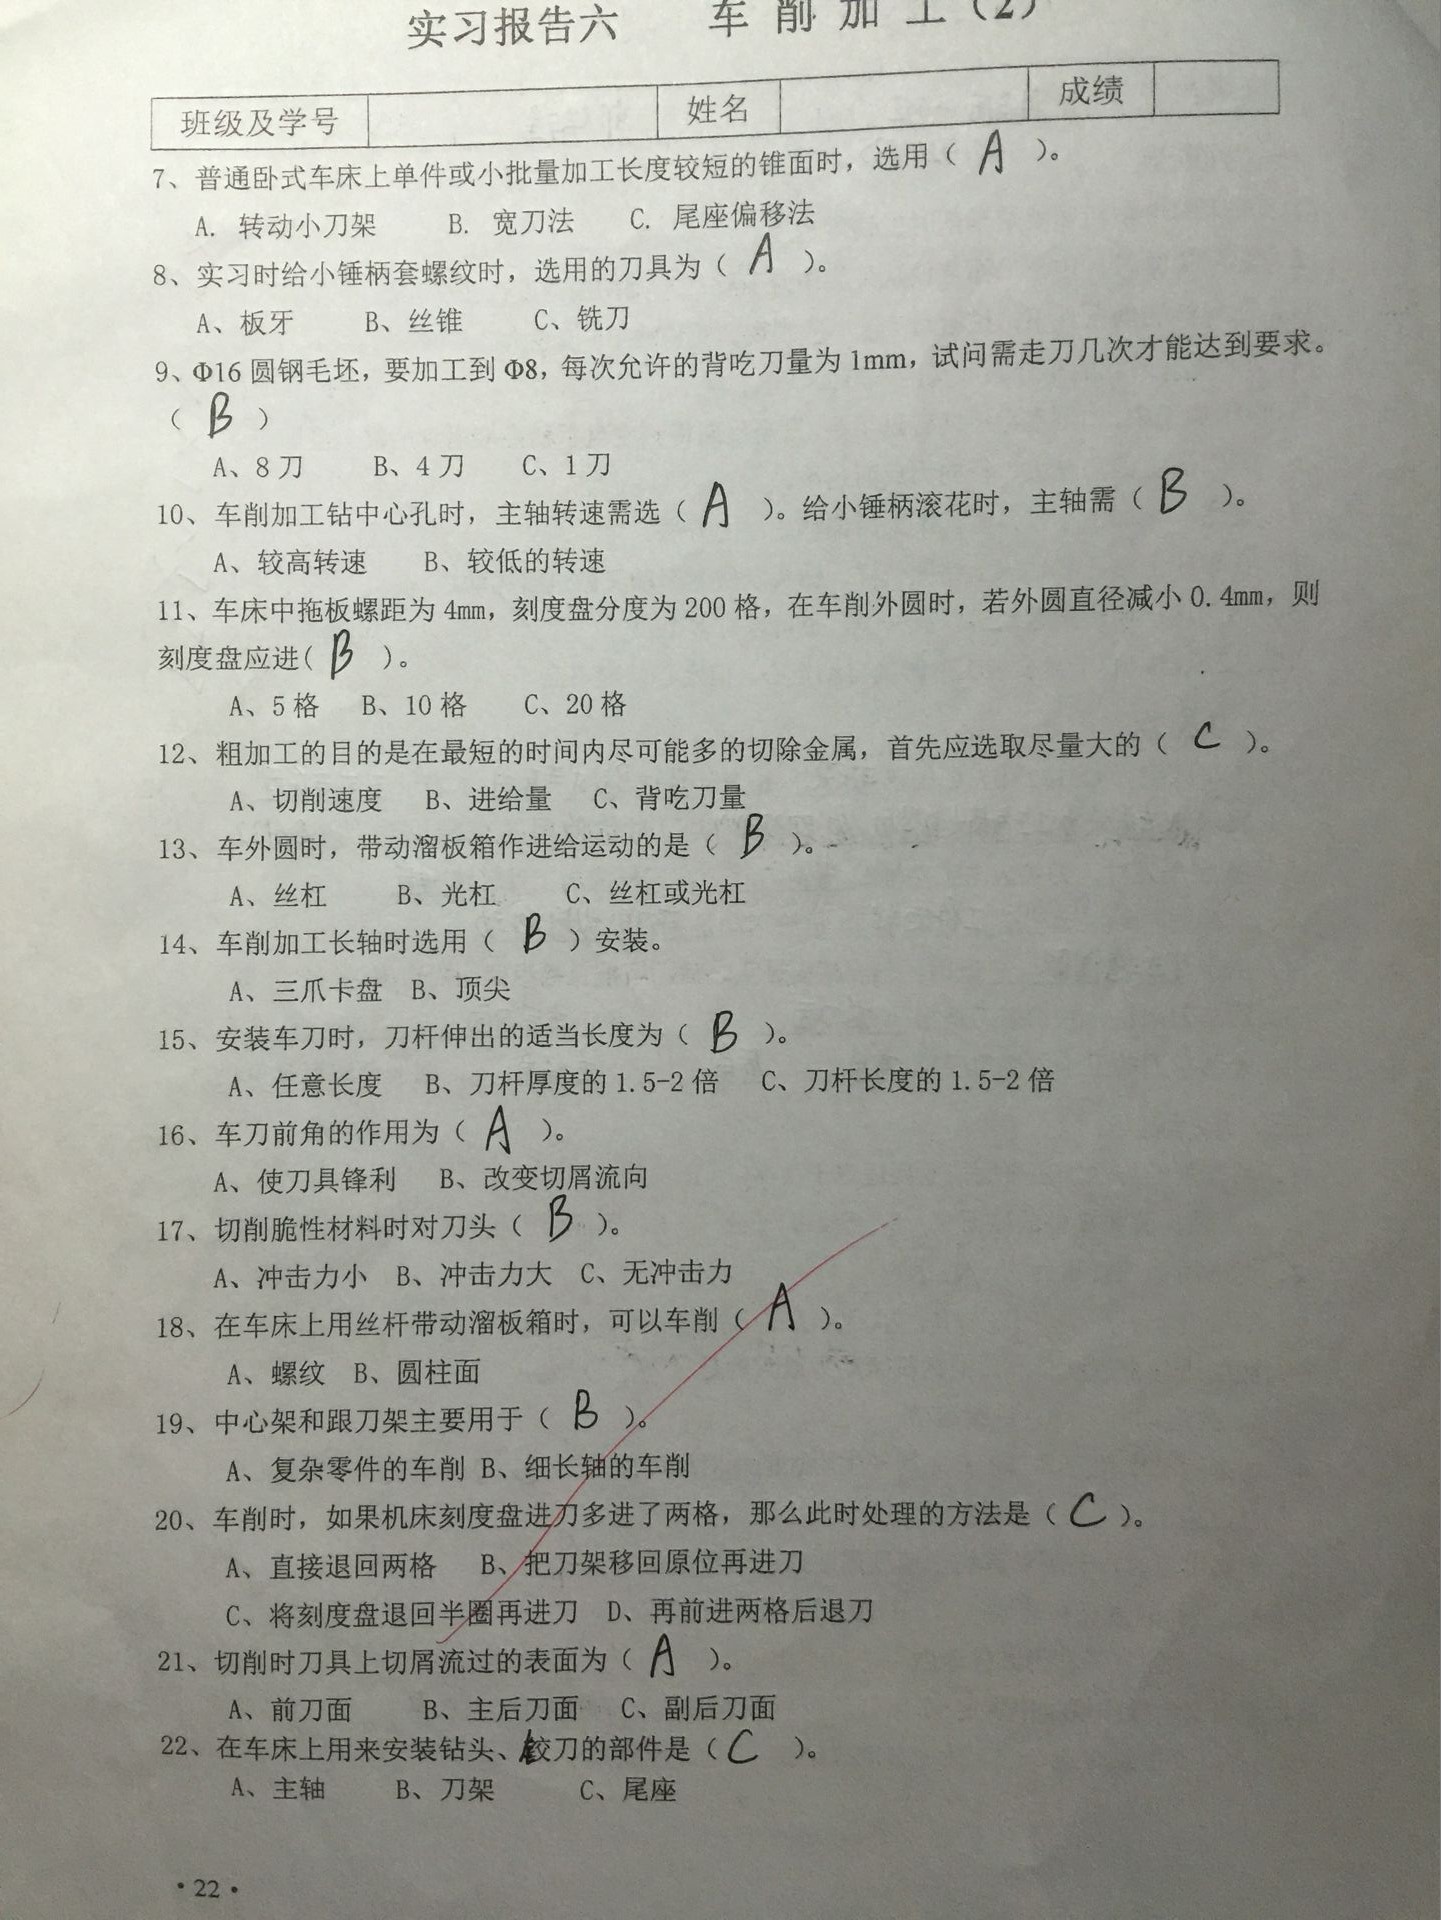 实习报告六 车削加工(2)
班级及学号 姓名 成绩
7、普通卧式车床上单件或小批量加工长度较短的锥面时，选用（ A ）。
A. 转动小刀架 B. 宽刀法 C. 尾座偏移法
8、实习时给小锤柄套螺纹时，选用的刀具为（ A ）。
A、板牙 B、丝锥 C、铣刀
9、Φ16 圆钢毛坯，要加工到 Φ8，每次允许的背吃刀量为 1mm，试问需走刀几次才能达到要求。
（ B ）
A、8 刀 B、4 刀 C、1 刀
10、车削加工钻中心孔时，主轴转速需选（ A ）。给小锤柄滚花时，主轴需（ B ）。
A、较高转速 B、较低的转速
11、车床中拖板螺距为 4mm，刻度盘分度为 200 格，在车削外圆时，若外圆直径减小 0.4mm，则
刻度盘应进( B )。
A、5 格 B、10 格 C、20 格
12、粗加工的目的是在最短的时间内尽可能多的切除金属，首先应选取尽量大的（ C ）。
A、切削速度 B、进给量 C、背吃刀量
13、车外圆时，带动溜板箱作进给运动的是（ B ）。
A、丝杠 B、光杠 C、丝杠或光杠
14、车削加工长轴时选用（ B ）安装。
A、三爪卡盘 B、顶尖
15、安装车刀时，刀杆伸出的适当长度为（ B ）。
A、任意长度 B、刀杆厚度的 1.5-2 倍 C、刀杆长度的 1.5-2 倍
16、车刀前角的作用为（ A ）。
A、使刀具锋利 B、改变切屑流向
17、切削脆性材料时对刀头（ B ）。
A、冲击力小 B、冲击力大 C、无冲击力
18、在车床上用丝杆带动溜板箱时，可以车削（ A ）。
A、螺纹 B、圆柱面
19、中心架和跟刀架主要用于（ B ）。
A、复杂零件的车削 B、细长轴的车削
20、车削时，如果机床刻度盘进刀多进了两格，那么此时处理的方法是（ C ）。
A、直接退回两格 B、把刀架移回原位再进刀
C、将刻度盘退回半圈再进刀 D、再前进两格后退刀
21、切削时刀具上切屑流过的表面为（ A ）。
A、前刀面 B、主后刀面 C、副后刀面
22、在车床上用来安装钻头、铰刀的部件是（ C ）。
A、主轴 B、刀架 C、尾座
·22·